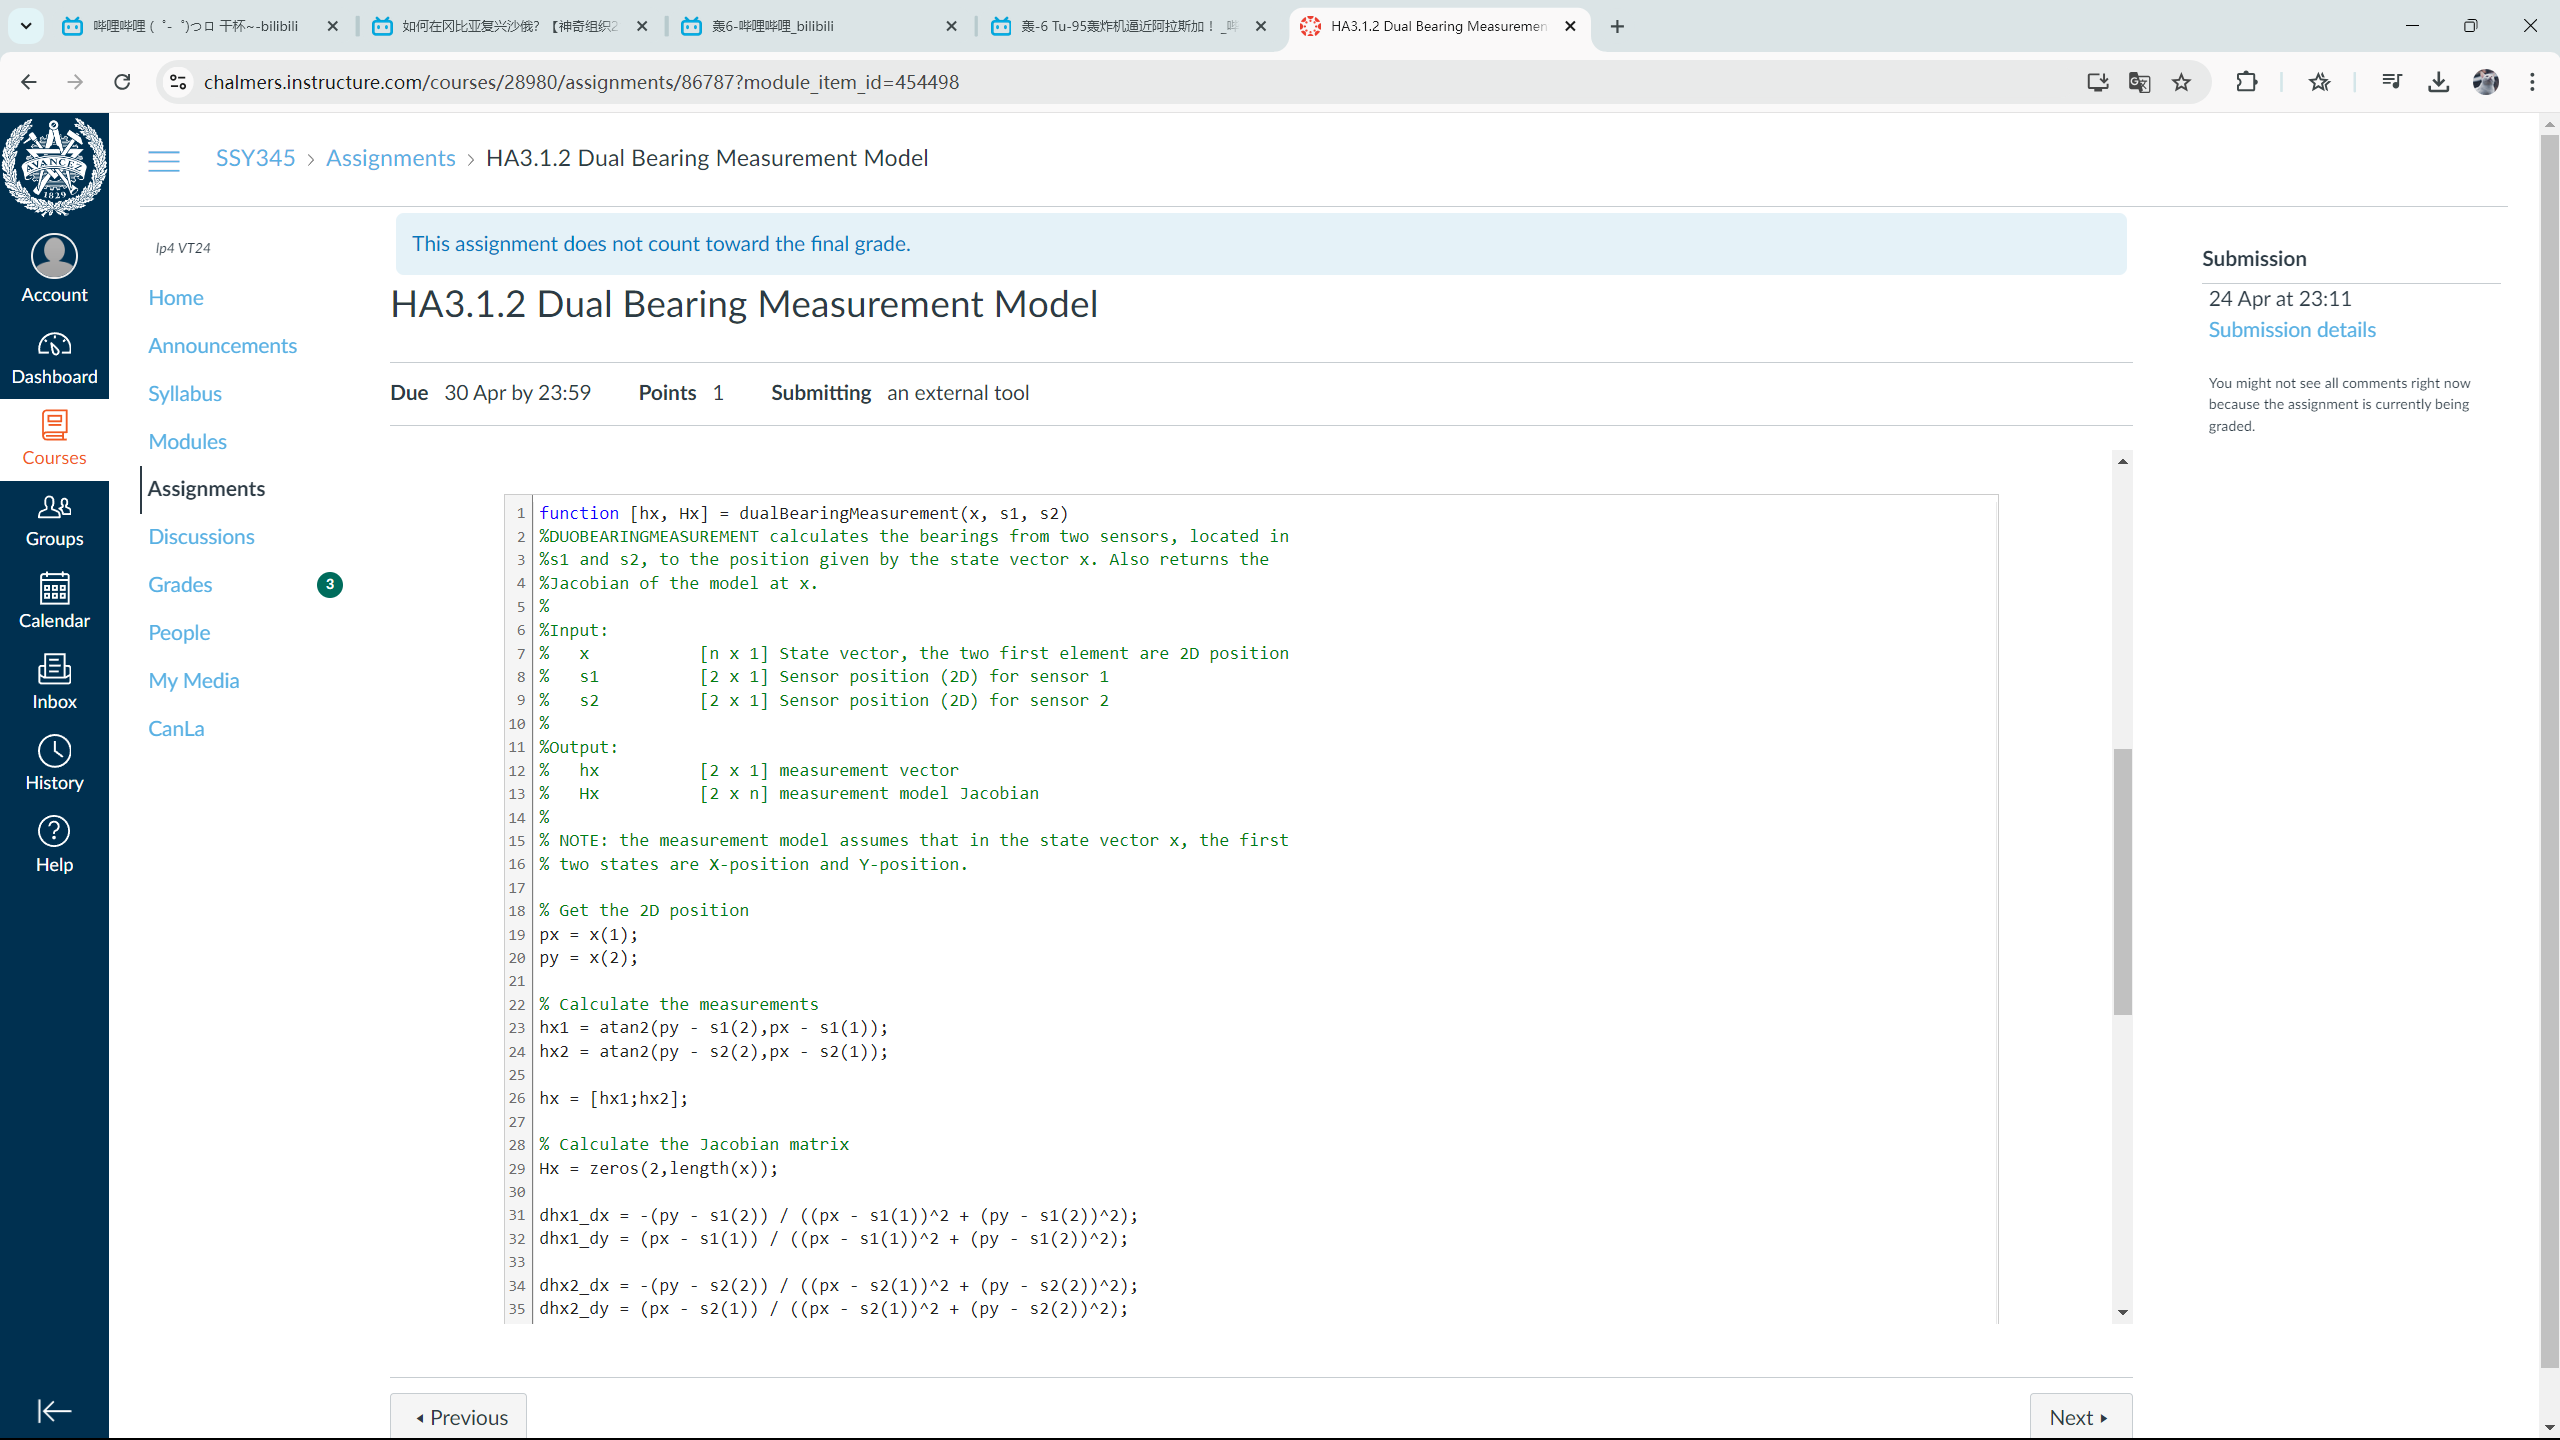 哔哩哔哩 ( ゜- ゜)つロ 干杯~-bilibili
如何在冈比亚复兴沙俄？【神奇组织2
轰6-哔哩哔哩_bilibili
轰-6 Tu-95轰炸机逼近阿拉斯加！_哔
HA3.1.2 Dual Bearing Measuremen
chalmers.instructure.com/courses/28980/assignments/86787?module_item_id=454498
AVANCEZ
1829
SSY345 › Assignments › HA3.1.2 Dual Bearing Measurement Model
Account
Dashboard
Courses
Groups
Calendar
Inbox
History
Help
lp4 VT24
Home
Announcements
Syllabus
Modules
Assignments
Discussions
Grades 3
People
My Media
CanLa
This assignment does not count toward the final grade.
HA3.1.2 Dual Bearing Measurement Model
Due 30 Apr by 23:59 Points 1 Submitting an external tool
1 function [hx, Hx] = dualBearingMeasurement(x, s1, s2)
2 %DUOBEARINGMEASUREMENT calculates the bearings from two sensors, located in
3 %s1 and s2, to the position given by the state vector x. Also returns the
4 %Jacobian of the model at x.
5 %
6 %Input:
7 %   x           [n x 1] State vector, the two first element are 2D position
8 %   s1          [2 x 1] Sensor position (2D) for sensor 1
9 %   s2          [2 x 1] Sensor position (2D) for sensor 2
10 %
11 %Output:
12 %   hx          [2 x 1] measurement vector
13 %   Hx          [2 x n] measurement model Jacobian
14 %
15 % NOTE: the measurement model assumes that in the state vector x, the first
16 % two states are X-position and Y-position.
17
18 % Get the 2D position
19 px = x(1);
20 py = x(2);
21
22 % Calculate the measurements
23 hx1 = atan2(py - s1(2),px - s1(1));
24 hx2 = atan2(py - s2(2),px - s2(1));
25
26 hx = [hx1;hx2];
27
28 % Calculate the Jacobian matrix
29 Hx = zeros(2,length(x));
30
31 dhx1_dx = -(py - s1(2)) / ((px - s1(1))^2 + (py - s1(2))^2);
32 dhx1_dy = (px - s1(1)) / ((px - s1(1))^2 + (py - s1(2))^2);
33
34 dhx2_dx = -(py - s2(2)) / ((px - s2(1))^2 + (py - s2(2))^2);
35 dhx2_dy = (px - s2(1)) / ((px - s2(1))^2 + (py - s2(2))^2);
Previous
Next
Submission
24 Apr at 23:11
Submission details
You might not see all comments right now
because the assignment is currently being
graded.